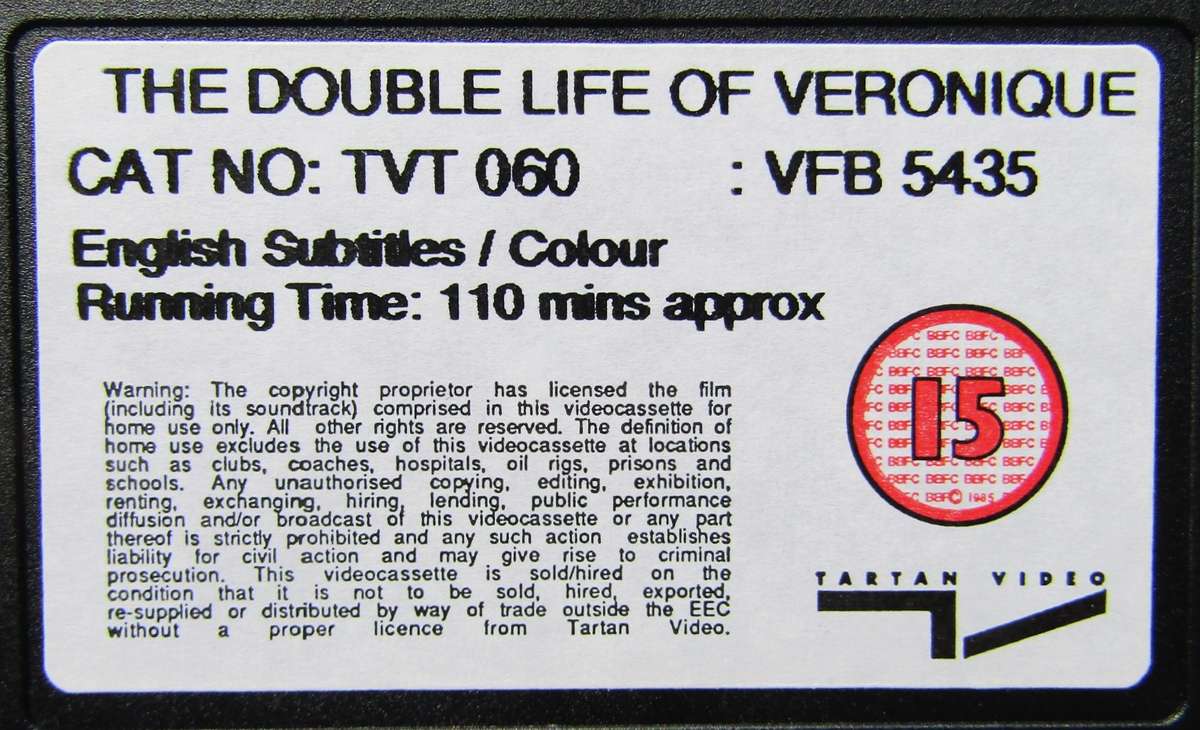 THE DOUBLE LIFE OF VERONIQUE
CAT NO: TVT 060 : VFB 5435
English Subtitles / Colour
Running Time: 110 mins approx
Warning: The copyright proprietor has licensed the film
(including its soundtrack) comprised in this videocassette for
home use only. All other rights are reserved. The definition of
home use excludes the use of this videocassette at locations
such as clubs, coaches, hospitals, oil rigs, prisons and
schools. Any unauthorised copying, editing, exhibition,
renting, exchanging, hiring, lending, public performance
diffusion and/or broadcast of this videocassette or any part
thereof is strictly prohibited and any such action establishes
liability for civil action and may give rise to criminal
prosecution. This videocassette is sold/hired on the
condition that it is not to be sold, hired, exported,
re-supplied or distributed by way of trade outside the EEC
without a proper licence from Tartan Video.
BBFC BBFC
BBFC BBFC BBFC
15
BBFC © 1985
TARTAN VIDEO